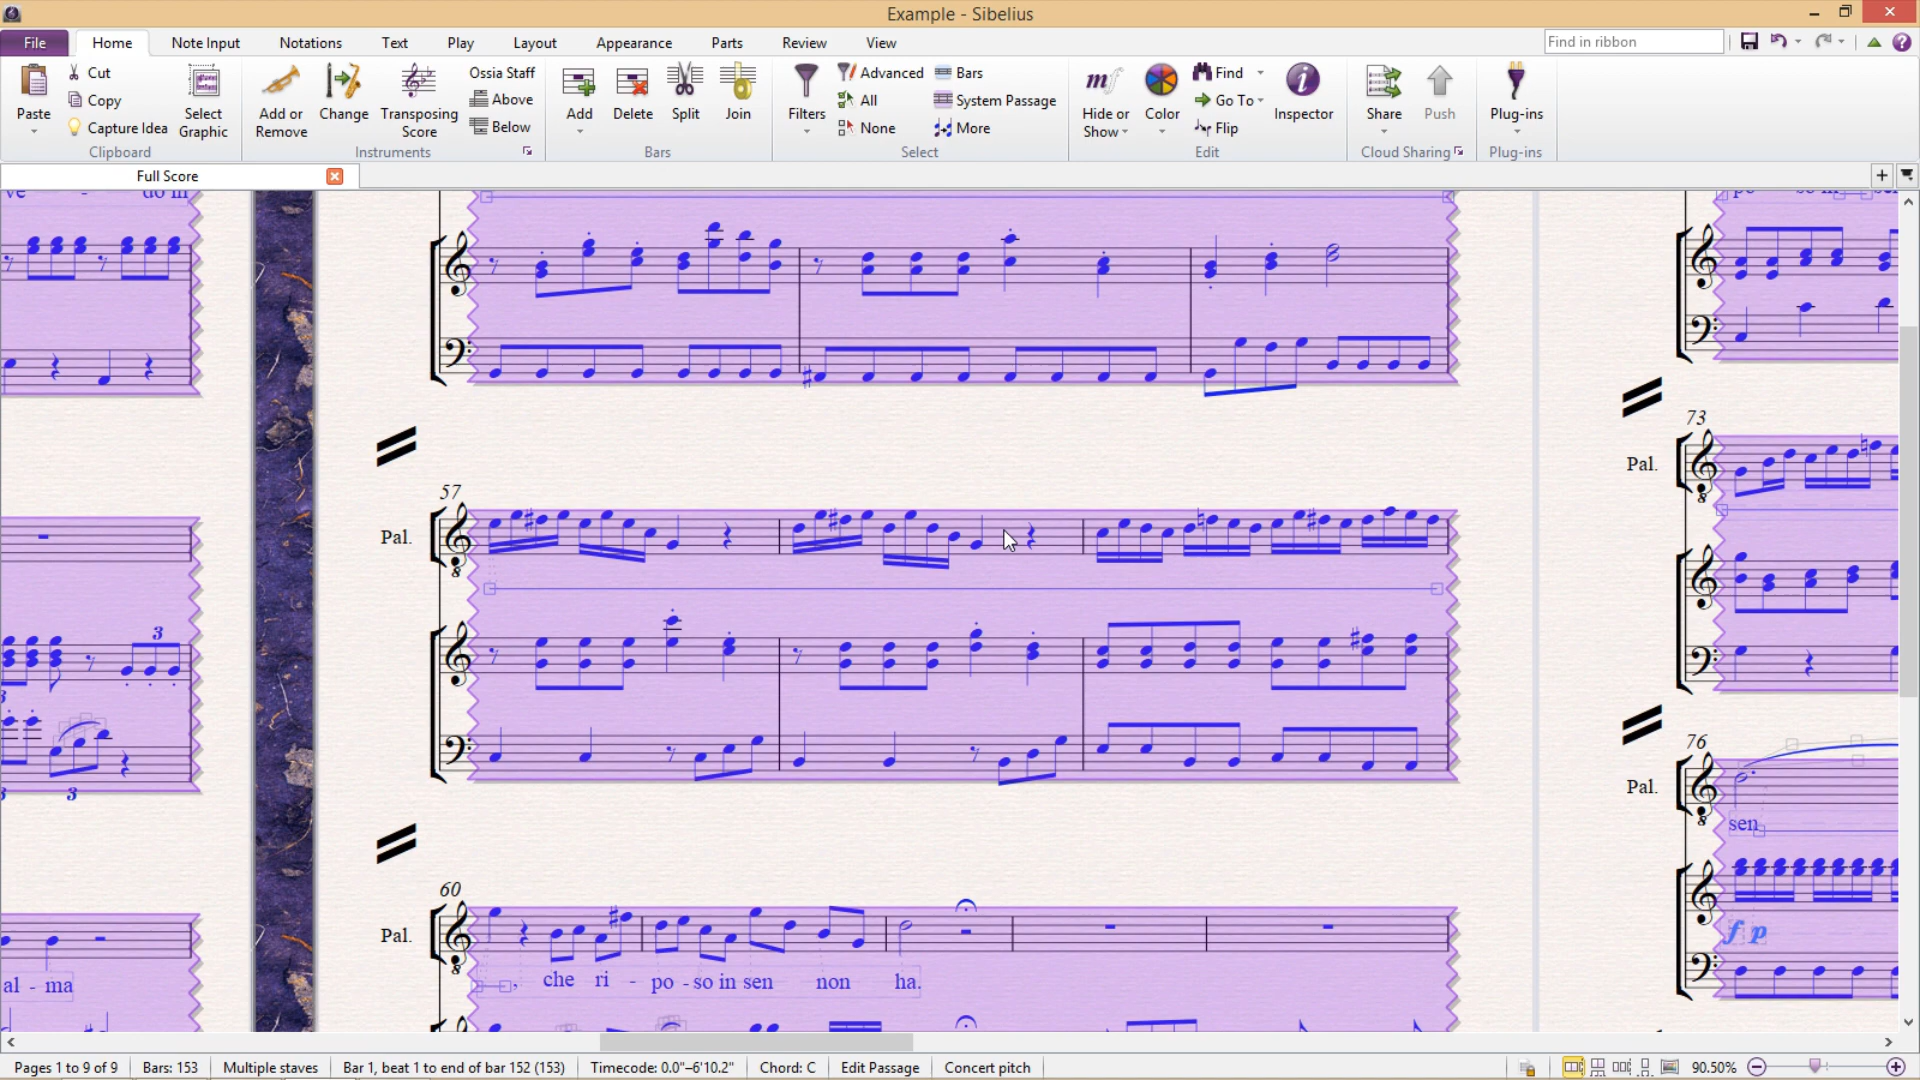 Example - Sibelius
File Home Note Input Notations Text Play Layout Appearance Parts Review View Find in ribbon
Paste Cut Copy Capture Idea Select Graphic
Clipboard
Add or Remove Change Transposing Score Ossia Staff Above Below
Instruments
Add Delete Split Join
Bars
Filters Advanced All None Bars System Passage More
Select
Hide or Show Color Find Go To Flip Inspector
Edit
Share Push
Cloud Sharing
Plug-ins
Plug-ins
Full Score
ve - do in
73
Pal.
57
Pal.
3
3
76
Pal.
sen
f p
60
Pal.
, che ri - po - so in sen non ha.
al - ma
Pages 1 to 9 of 9 Bars: 153 Multiple staves Bar 1, beat 1 to end of bar 152 (153) Timecode: 0.0"–6'10.2" Chord: C Edit Passage Concert pitch 90.50%